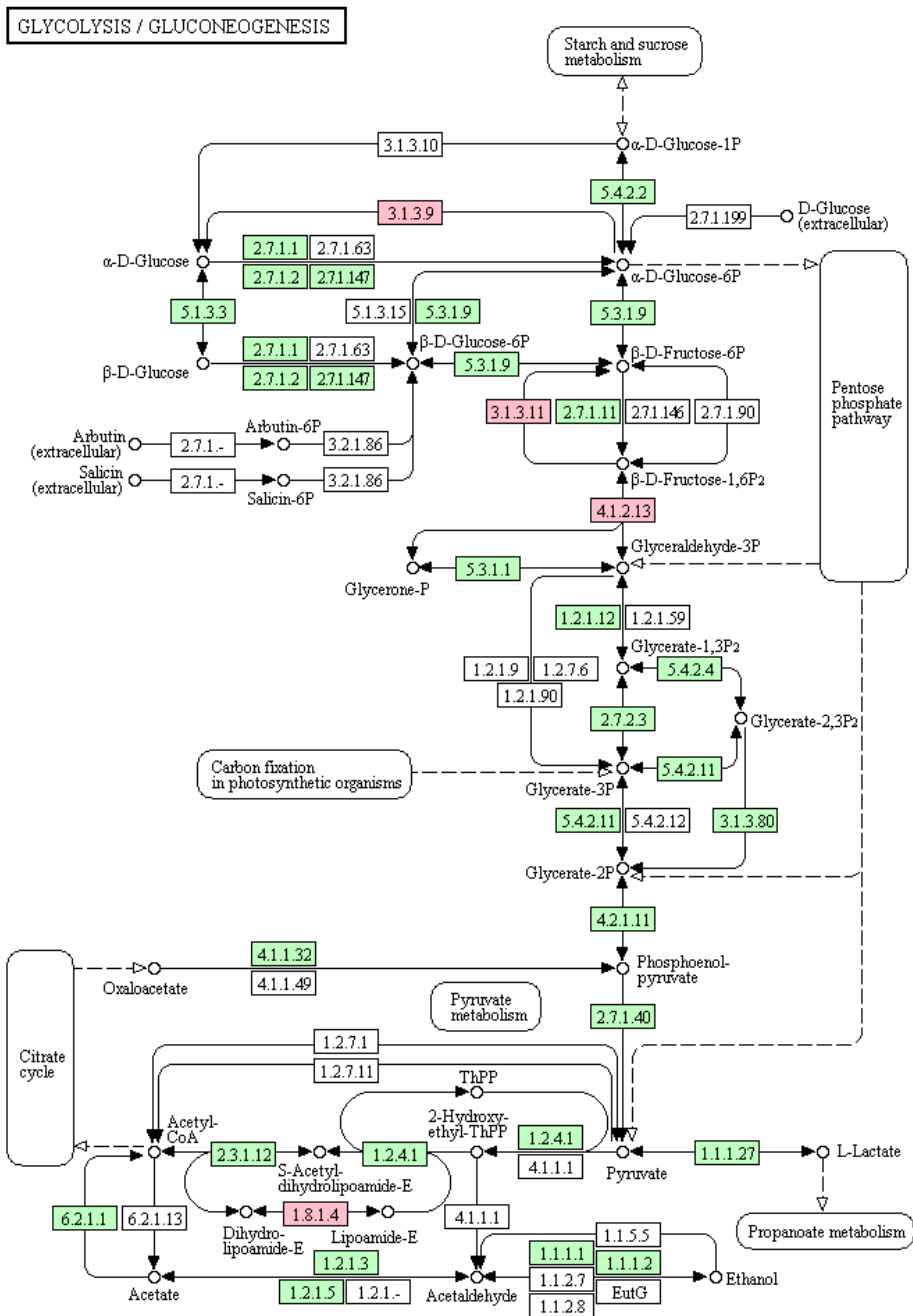 GLYCOLYSIS / GLUCONEOGENESIS
Starch and sucrose
metabolism
3.1.3.10
α-D-Glucose-1P
5.4.2.2
3.1.3.9
2.7.1.199
D-Glucose
(extracellular)
2.7.1.1
2.7.1.63
α-D-Glucose
α-D-Glucose-6P
2.7.1.2
2.7.1.147
5.1.3.3
5.1.3.15
5.3.1.9
5.3.1.9
β-D-Glucose-6P
2.7.1.1
2.7.1.63
5.3.1.9
β-D-Fructose-6P
β-D-Glucose
2.7.1.2
2.7.1.147
Pentose
phosphate
pathway
3.1.3.11
2.7.1.11
2.7.1.146
2.7.1.90
Arbutin
(extracellular)
2.7.1.-
Arbutin-6P
3.2.1.86
Salicin
(extracellular)
2.7.1.-
Salicin-6P
3.2.1.86
β-D-Fructose-1,6P2
4.1.2.13
Glyceraldehyde-3P
5.3.1.1
Glycerone-P
1.2.1.12
1.2.1.59
Glycerate-1,3P2
1.2.1.9
1.2.7.6
5.4.2.4
1.2.1.90
2.7.2.3
Glycerate-2,3P2
Carbon fixation
in photosynthetic organisms
5.4.2.11
Glycerate-3P
5.4.2.11
5.4.2.12
3.1.3.80
Glycerate-2P
4.2.1.11
4.1.1.32
Oxaloacetate
4.1.1.49
Phosphoenol-
pyruvate
Pyruvate
metabolism
2.7.1.40
Citrate
cycle
1.2.7.1
1.2.7.11
ThPP
Acetyl-
CoA
2-Hydroxy-
ethyl-ThPP
2.3.1.12
1.2.4.1
1.2.4.1
1.1.1.27
L-Lactate
S-Acetyl-
dihydrolipoamide-E
4.1.1.1
Pyruvate
6.2.1.1
6.2.1.13
1.8.1.4
4.1.1.1
Dihydro-
lipoamide-E
Lipoamide-E
Propanoate metabolism
1.1.5.5
1.2.1.3
1.1.1.1
1.1.1.2
Acetate
1.2.1.5
1.2.1.-
Acetaldehyde
1.1.2.7
EutG
Ethanol
1.1.2.8